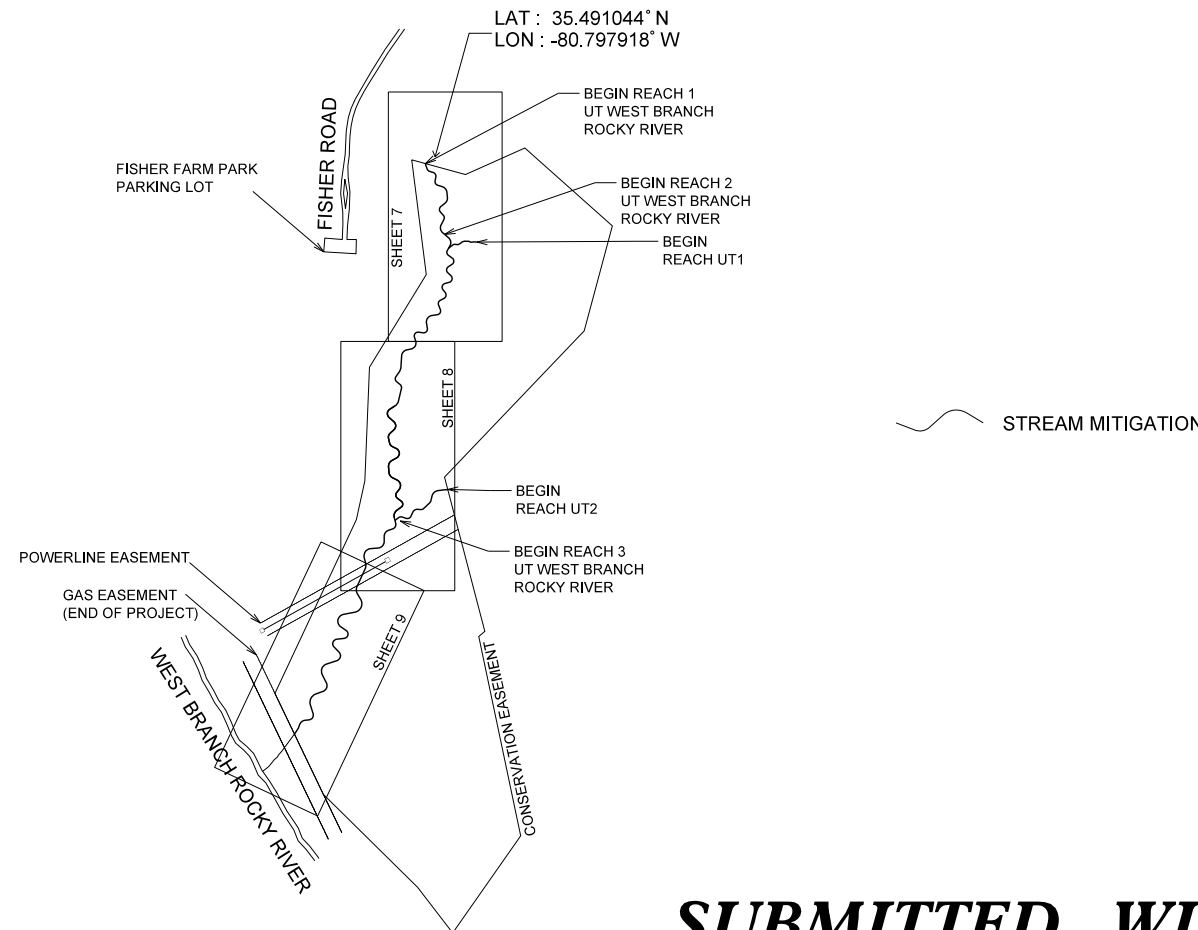 LAT : 35.491044° N
LON : -80.797918° W
BEGIN REACH 1
UT WEST BRANCH
ROCKY RIVER
FISHER ROAD
FISHER FARM PARK
PARKING LOT
BEGIN REACH 2
UT WEST BRANCH
ROCKY RIVER
SHEET 7
BEGIN
REACH UT1
SHEET 8
STREAM MITIGATION
BEGIN
REACH UT2
BEGIN REACH 3
UT WEST BRANCH
ROCKY RIVER
POWERLINE EASEMENT
GAS EASEMENT
(END OF PROJECT)
SHEET 9
WEST BRANCH ROCKY RIVER
CONSERVATION EASEMENT
SUBMITTED